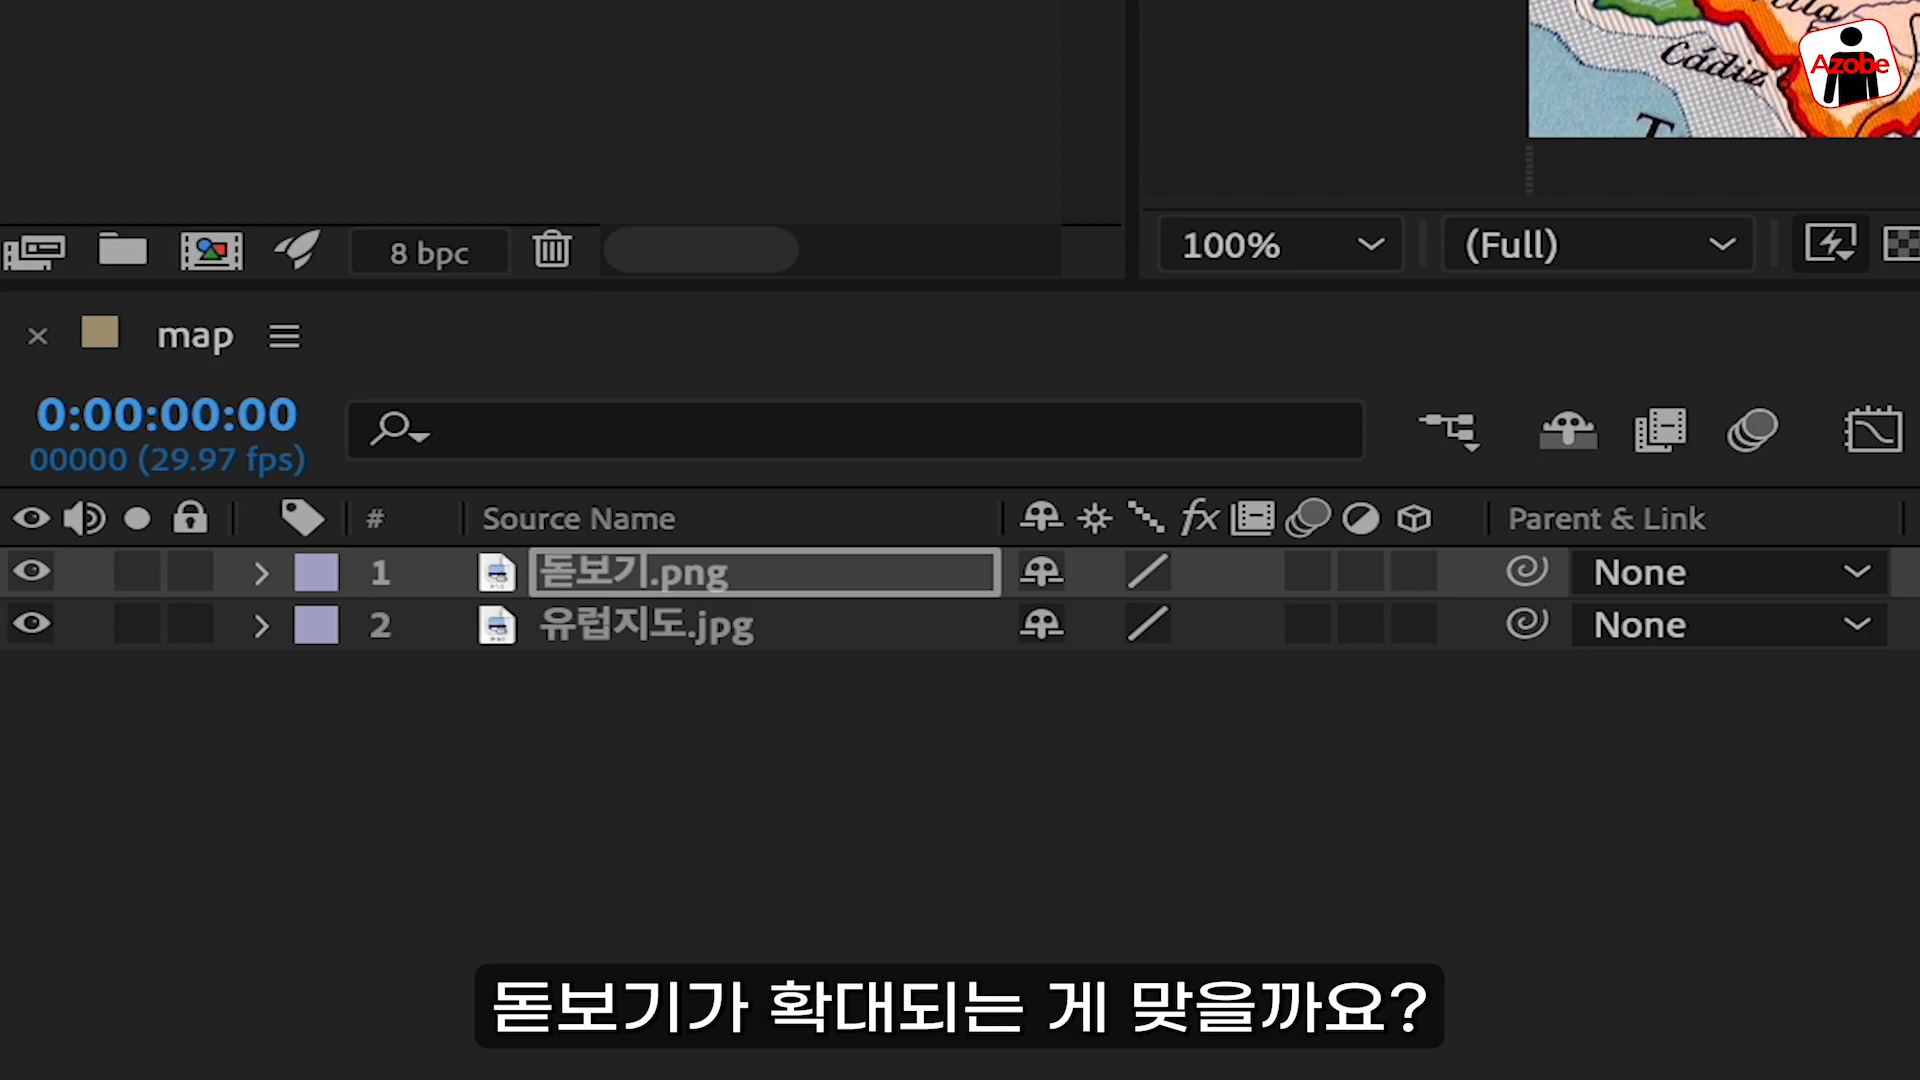 Cádiz
T
Azobe
8 bpc
100%
(Full)
map
0:00:00:00
00000 (29.97 fps)
# Source Name fx Parent & Link
1 돋보기.png None
2 유럽지도.jpg None
돋보기가 확대되는 게 맞을까요?